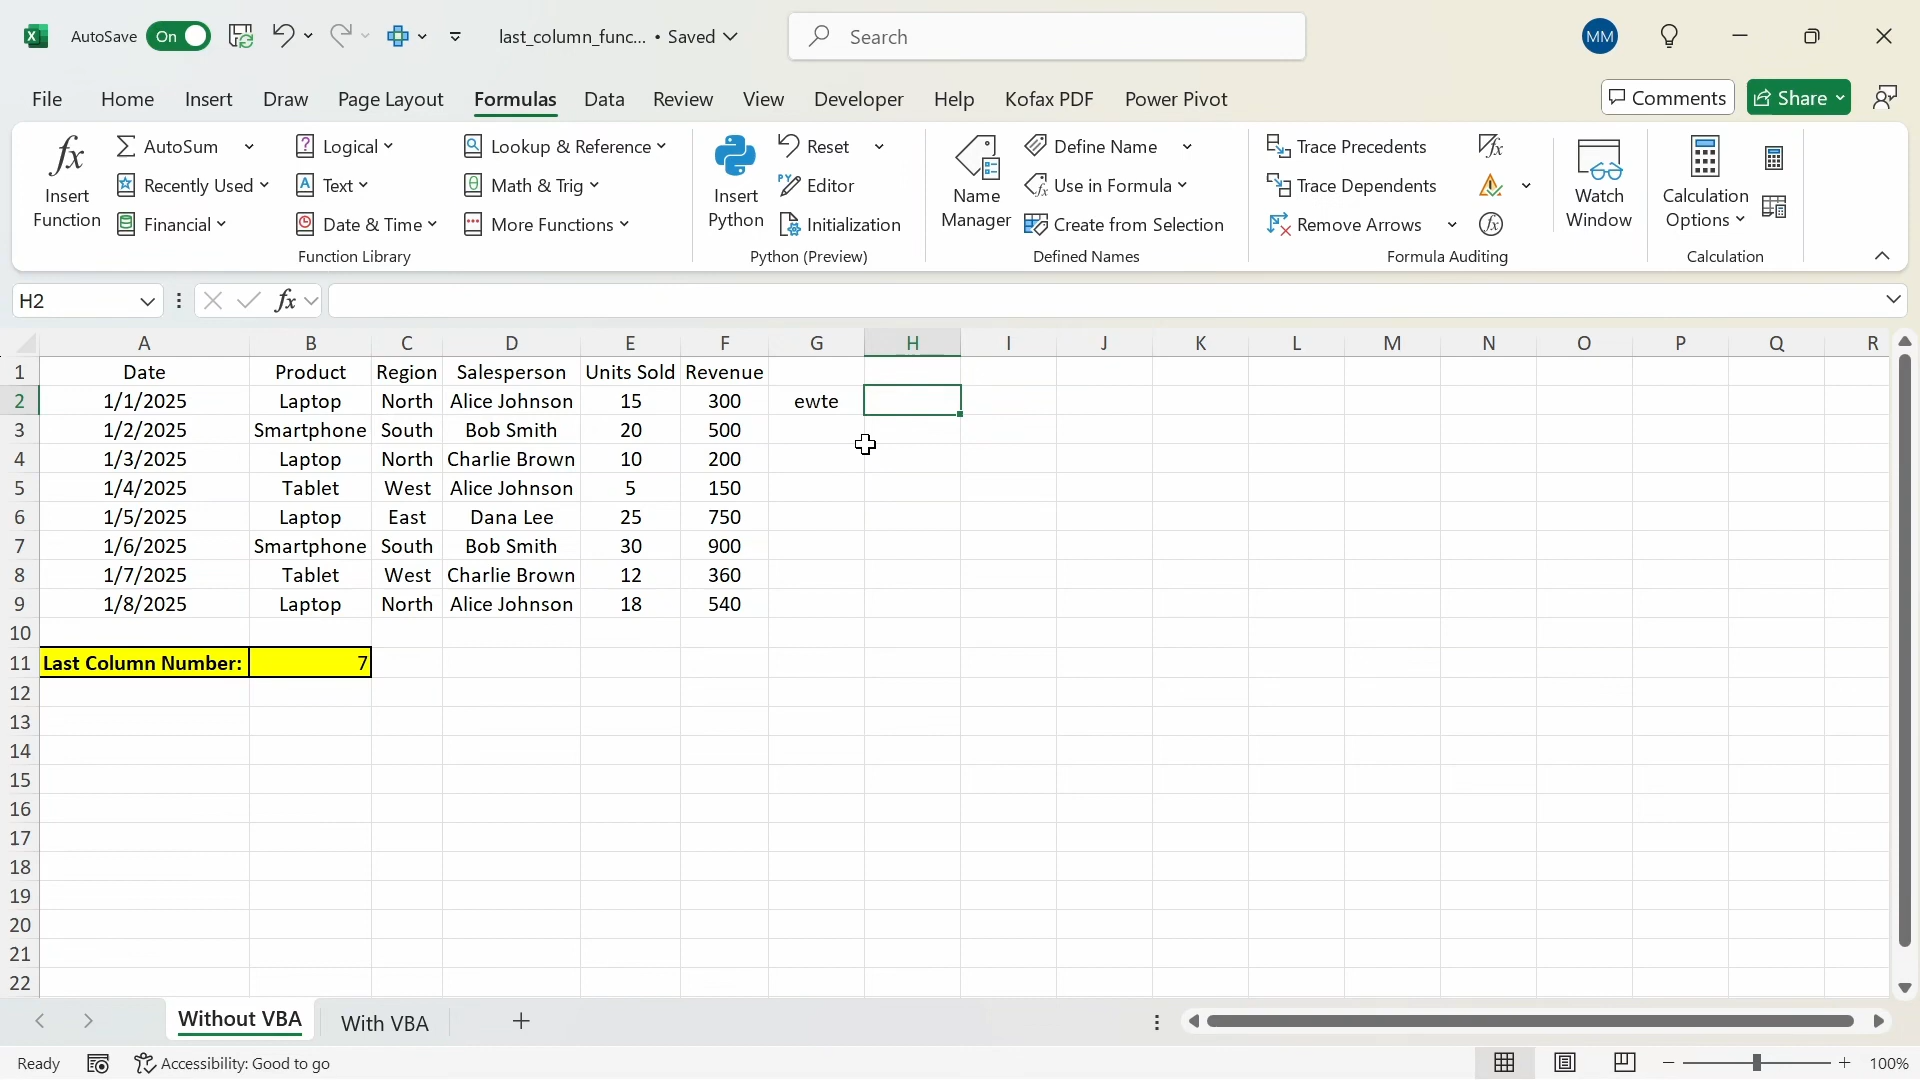 AutoSave On last_column_func... • Saved Search MM
File Home Insert Draw Page Layout Formulas Data Review View Developer Help Kofax PDF Power Pivot Comments Share
Insert Function
AutoSum
Recently Used
Financial
Logical
Text
Date & Time
Lookup & Reference
Math & Trig
More Functions
Function Library
Insert Python
Reset
Editor
Initialization
Python (Preview)
Name Manager
Define Name
Use in Formula
Create from Selection
Defined Names
Trace Precedents
Trace Dependents
Remove Arrows
Formula Auditing
Watch Window
Calculation Options
Calculation
H2 fx
A B C D E F G H I J K L M N O P Q R
1 Date Product Region Salesperson Units Sold Revenue
2 1/1/2025 Laptop North Alice Johnson 15 300 ewte
3 1/2/2025 Smartphone South Bob Smith 20 500
4 1/3/2025 Laptop North Charlie Brown 10 200
5 1/4/2025 Tablet West Alice Johnson 5 150
6 1/5/2025 Laptop East Dana Lee 25 750
7 1/6/2025 Smartphone South Bob Smith 30 900
8 1/7/2025 Tablet West Charlie Brown 12 360
9 1/8/2025 Laptop North Alice Johnson 18 540
10
11 Last Column Number: 7
12
13
14
15
16
17
18
19
20
21
22
Without VBA With VBA
Ready Accessibility: Good to go 100%